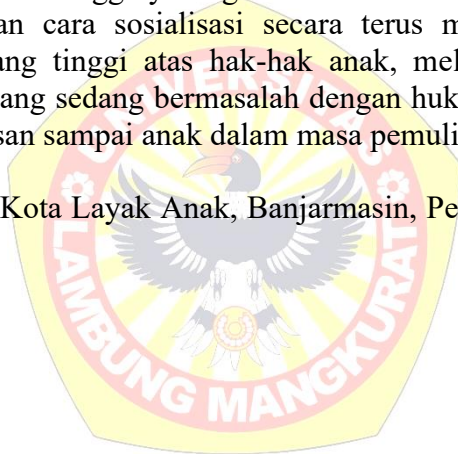 an cara sosialisasi secara terus m
ang tinggi atas hak-hak anak, mel
ang sedang bermasalah dengan huk
san sampai anak dalam masa pemuli
Kota Layak Anak, Banjarmasin, Pe
UNIVERSITAS
LAMBUNG MANGKURAT